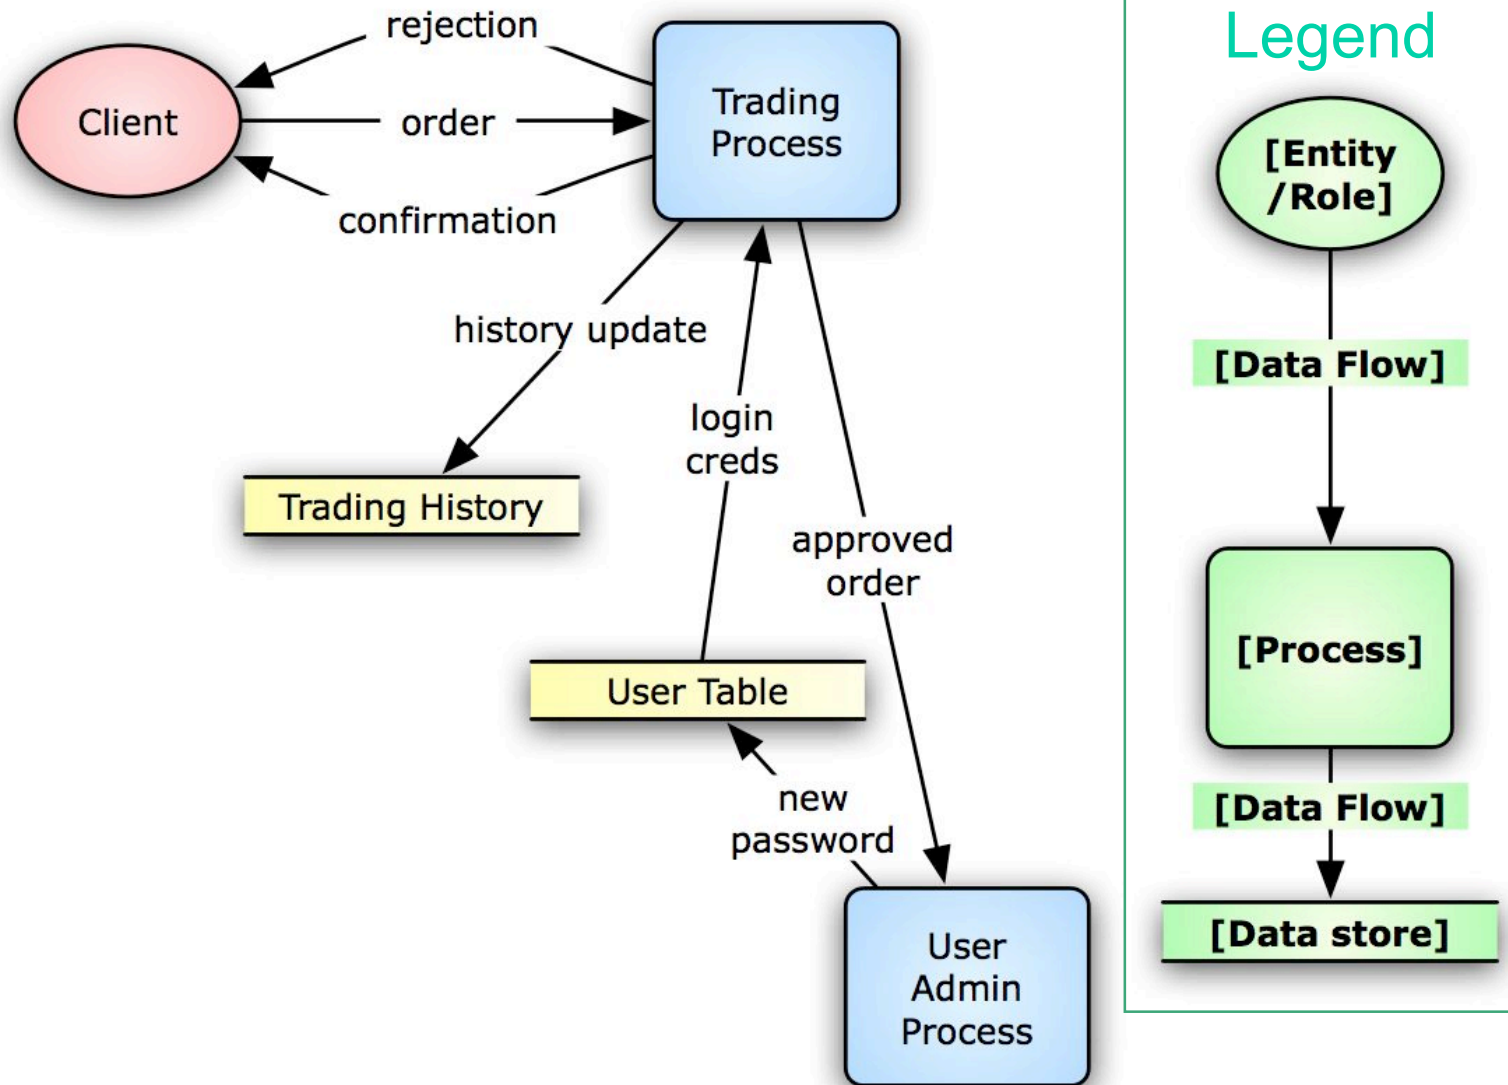 rejection
Client
order
Trading
Process
confirmation
history update
login
creds
Trading History
approved
order
User Table
new
password
User
Admin
Process
Legend
[Entity
/Role]
[Data Flow]
[Process]
[Data Flow]
[Data store]